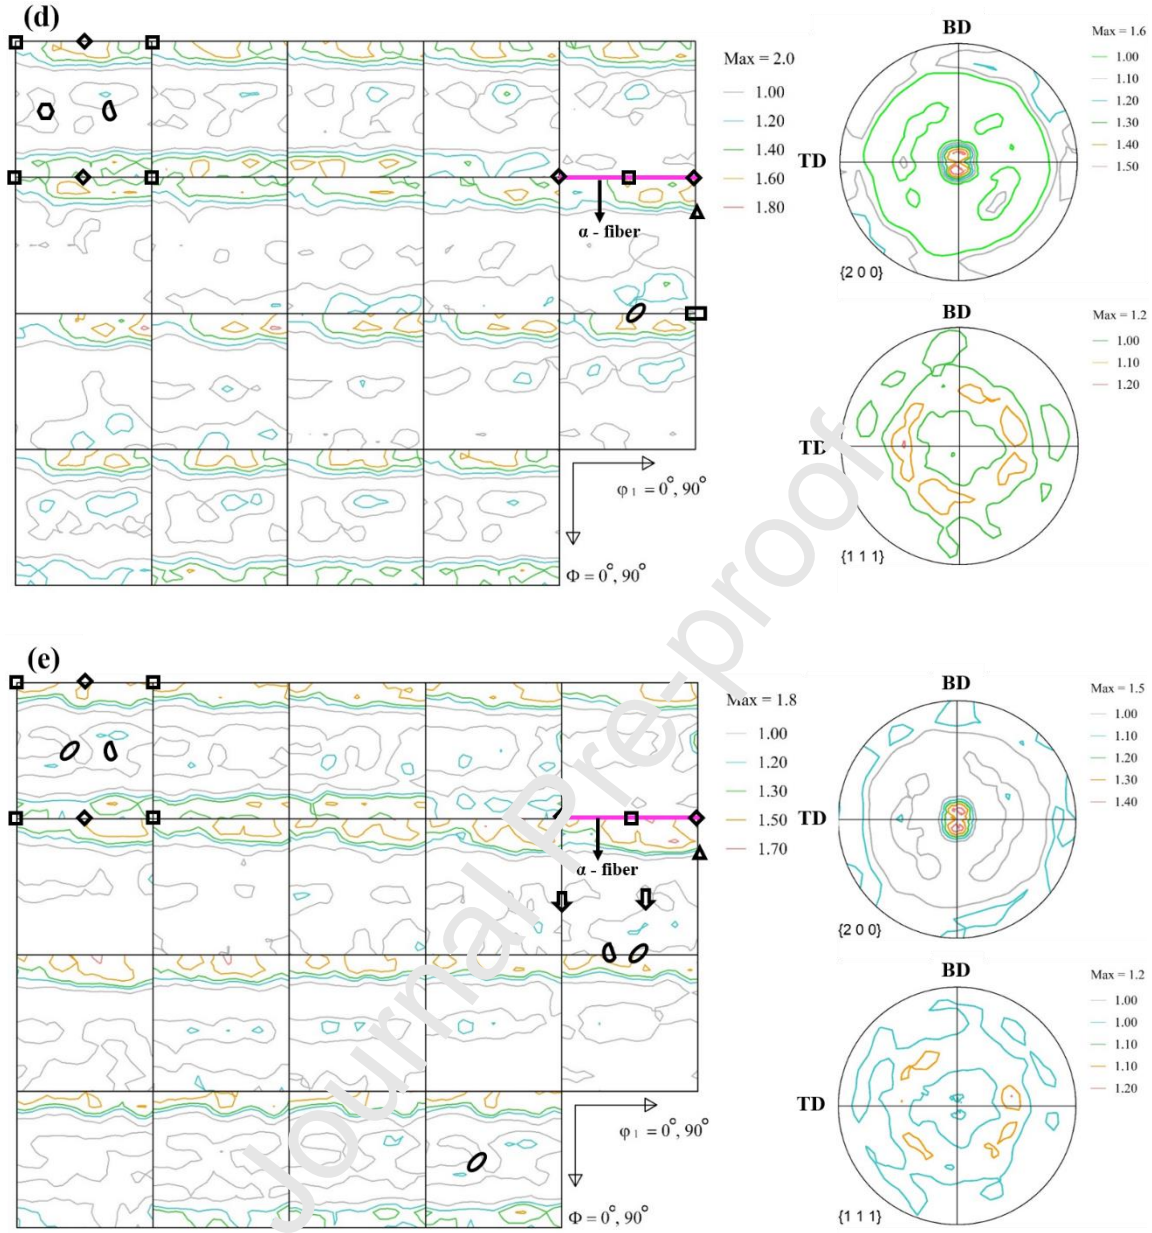 (d)
BD
Max = 2.0
1.00
1.20
1.40
1.60
1.80
α - fiber
φ 1 = 0°, 90°
Φ = 0°, 90°
TD
{2 0 0}
Max = 1.6
1.00
1.10
1.20
1.30
1.40
1.50
BD
TD
{1 1 1}
Max = 1.2
1.00
1.10
1.20
(e)
Max = 1.8
1.00
1.10
1.30
1.50
1.70
α - fiber
φ 1 = 0°, 90°
Φ = 0°, 90°
BD
TD
{2 0 0}
Max = 1.5
1.00
1.10
1.20
1.30
1.40
BD
TD
{1 1 1}
Max = 1.2
1.00
1.00
1.10
1.10
1.20
Journal Pre-proof